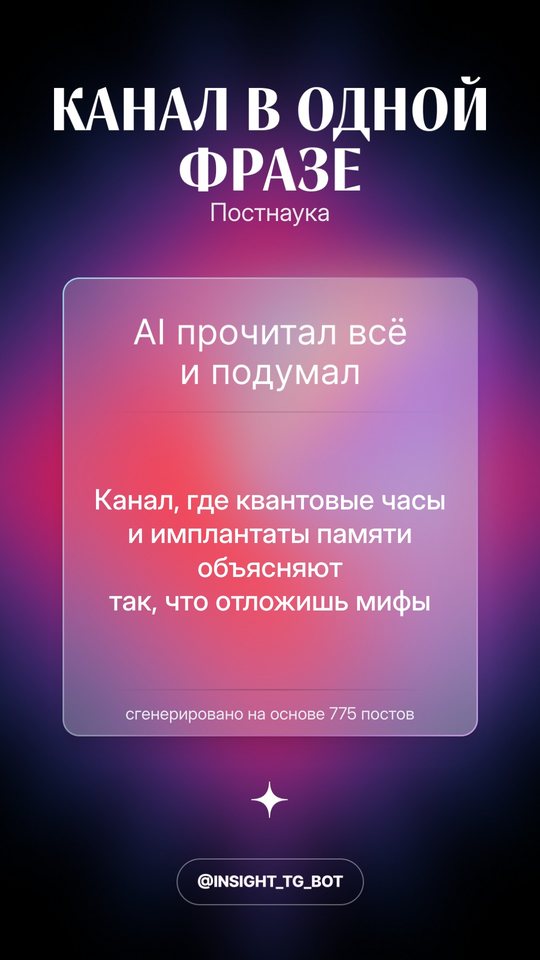 КАНАЛ В ОДНОЙ
ФРАЗЕ
Постнаука
AI прочитал всё
и подумал
Канал, где квантовые часы
и имплантаты памяти
объясняют
так, что отложишь мифы
сгенерировано на основе 775 постов
@INSIGHT_TG_BOT